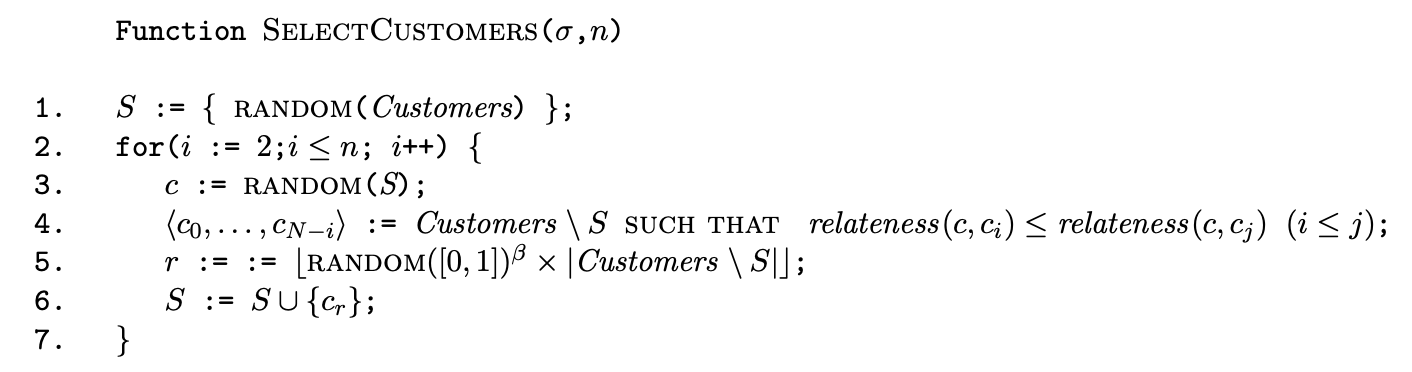 Function SELECTCUSTOMERS(σ,n)
1. S := { RANDOM(Customers) };
2. for(i := 2;i ≤ n; i++) {
3. c := RANDOM(S);
4. ⟨c₀, . . . , c_{N−i}⟩ := Customers \ S SUCH THAT relateness(c, cᵢ) ≤ relateness(c, cⱼ) (i ≤ j);
5. r := := ⌊RANDOM([0, 1])^β × |Customers \ S|⌋;
6. S := S ∪ {cᵣ};
7. }